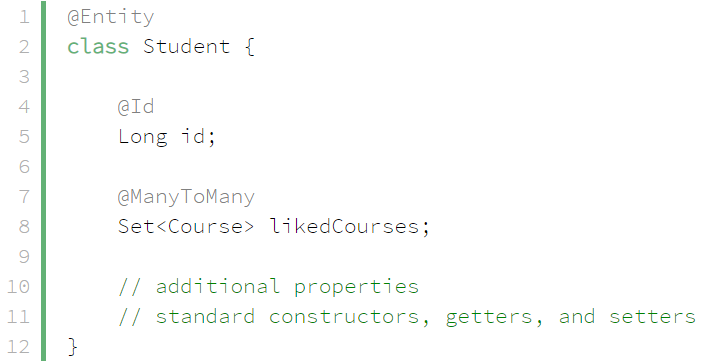 1 @Entity
2 class Student {
3
4 @Id
5 Long id;
6
7 @ManyToMany
8 Set<Course> likedCourses;
9
10 // additional properties
11 // standard constructors, getters, and setters
12 }